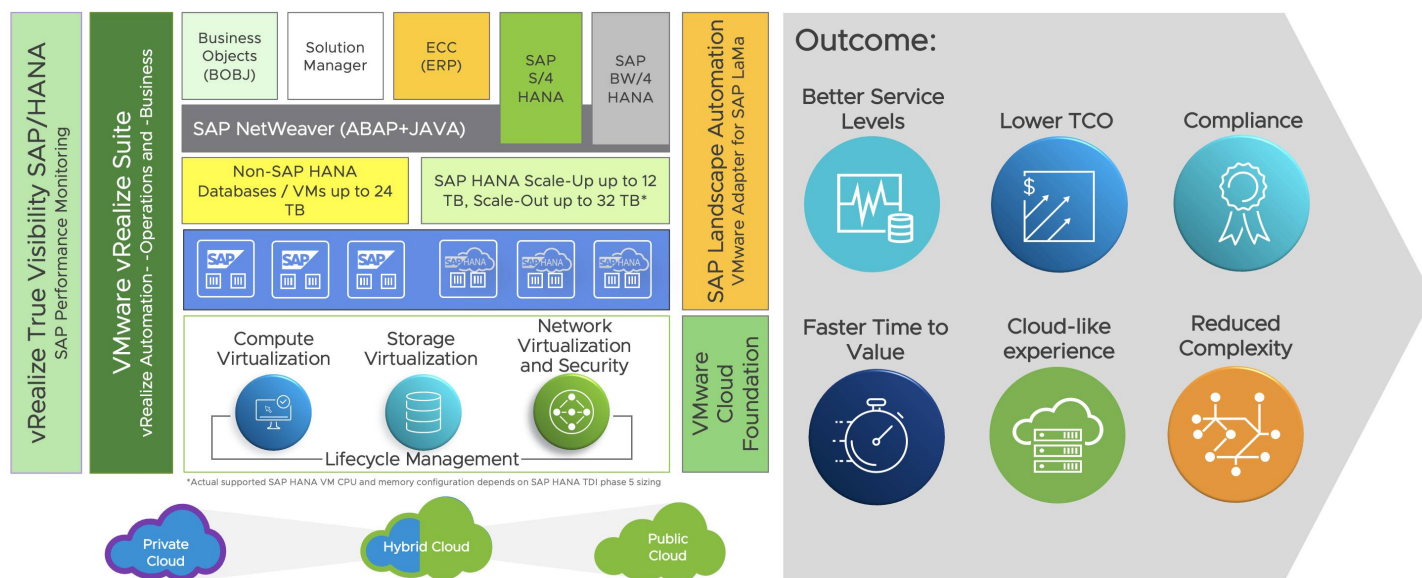 vRealize True Visibility SAP/HANA
SAP Performance Monitoring
VMware vRealize Suite
vRealize Automation- -Operations and -Business
Business
Objects
(BOBJ)
Solution
Manager
ECC
(ERP)
SAP
S/4
HANA
SAP
BW/4
HANA
SAP NetWeaver (ABAP+JAVA)
Non-SAP HANA
Databases / VMs up to 24
TB
SAP HANA Scale-Up up to 12
TB, Scale-Out up to 32 TB*
SAP
SAP
SAP
SAP HANA
SAP HANA
SAP HANA
Compute
Virtualization
Storage
Virtualization
Network
Virtualization
and Security
Lifecycle Management
*Actual supported SAP HANA VM CPU and memory configuration depends on SAP HANA TDI phase 5 sizing
SAP Landscape Automation
VMware Adapter for SAP LaMa
VMware
Cloud
Foundation
Private
Cloud
Hybrid Cloud
Public
Cloud
Outcome:
Better Service
Levels
Lower TCO
$
Compliance
Faster Time to
Value
Cloud-like
experience
Reduced
Complexity